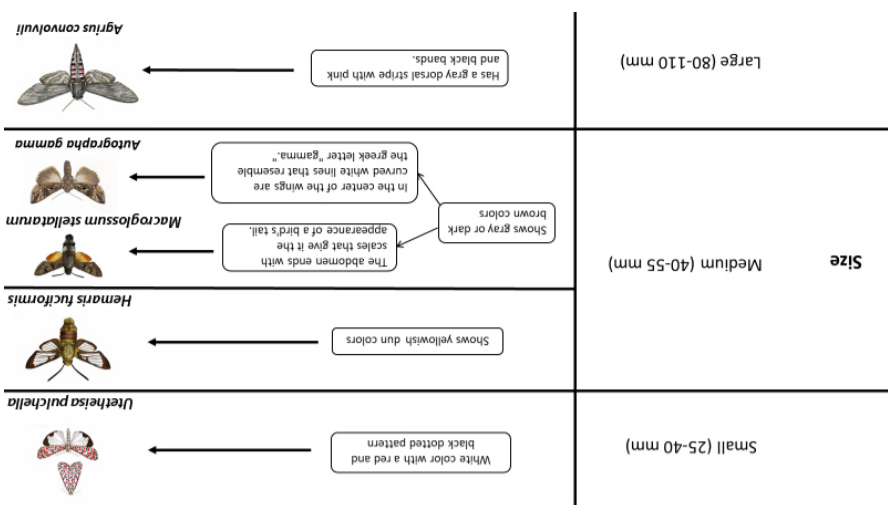 Small (25-40 mm)
White color with a red and
black dotted pattern
Utetheisa pulchella
Size
Medium (40-55 mm)
Shows yellowish dun colors
Hemaris fuciformis
Shows gray or dark
brown colors
The abdomen ends with
scales that give it the
appearance of a bird's tail.
Macroglossum stellatarum
In the center of the wings are
curved white lines that resemble
the greek letter "gamma."
Autographa gamma
Large (80-110 mm)
Has a gray dorsal stripe with pink
and black bands.
Agrius convolvuli